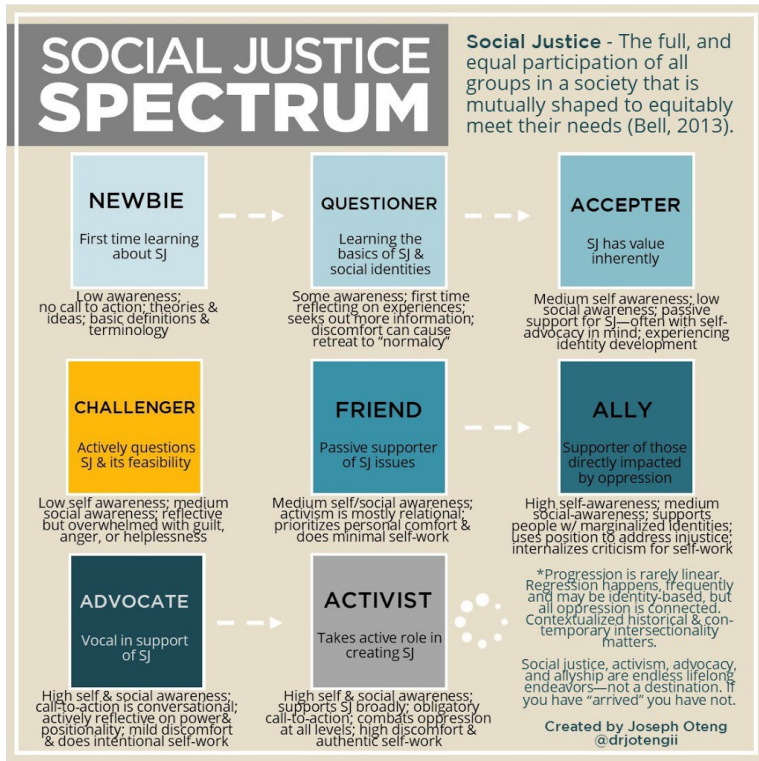 SOCIAL JUSTICE
SPECTRUM
Social Justice - The full, and
equal participation of all
groups in a society that is
mutually shaped to equitably
meet their needs (Bell, 2013).
NEWBIE
First time learning
about SJ
Low awareness;
no call to action; theories &
ideas; basic definitions &
terminology
QUESTIONER
Learning the
basics of SJ &
social identities
Some awareness; first time
reflecting on experiences;
seeks out more information;
discomfort can cause
retreat to “normalcy”
ACCEPTER
SJ has value
inherently
Medium self awareness; low
social awareness; passive
support for SJ—often with self-
advocacy in mind; experiencing
identity development
CHALLENGER
Actively questions
SJ & its feasibility
Low self awareness; medium
social awareness; reflective
but overwhelmed with guilt,
anger, or helplessness
FRIEND
Passive supporter
of SJ issues
Medium self/social awareness;
activism is mostly relational;
prioritizes personal comfort &
does minimal self-work
ALLY
Supporter of those
directly impacted
by oppression
High self-awareness; medium
social-awareness; supports
people w/ marginalized identities;
uses position to address injustice;
internalizes criticism for self-work
ADVOCATE
Vocal in support
of SJ
High self & social awareness;
call-to-action is conversational;
actively reflective on power&
positionality; mild discomfort
& does intentional self-work
ACTIVIST
Takes active role in
creating SJ
High self & social awareness;
supports SJ broadly; obligatory
call-to-action; combats oppression
at all levels; high discomfort &
authentic self-work
*Progression is rarely linear.
Regression happens, frequently
and may be identity-based, but
all oppression is connected.
Contextualized historical & con-
temporary intersectionality
matters.
Social justice, activism, advocacy,
and allyship are endless lifelong
endeavors—not a destination. If
you have “arrived” you have not.
Created by Joseph Oteng
@drjotengii